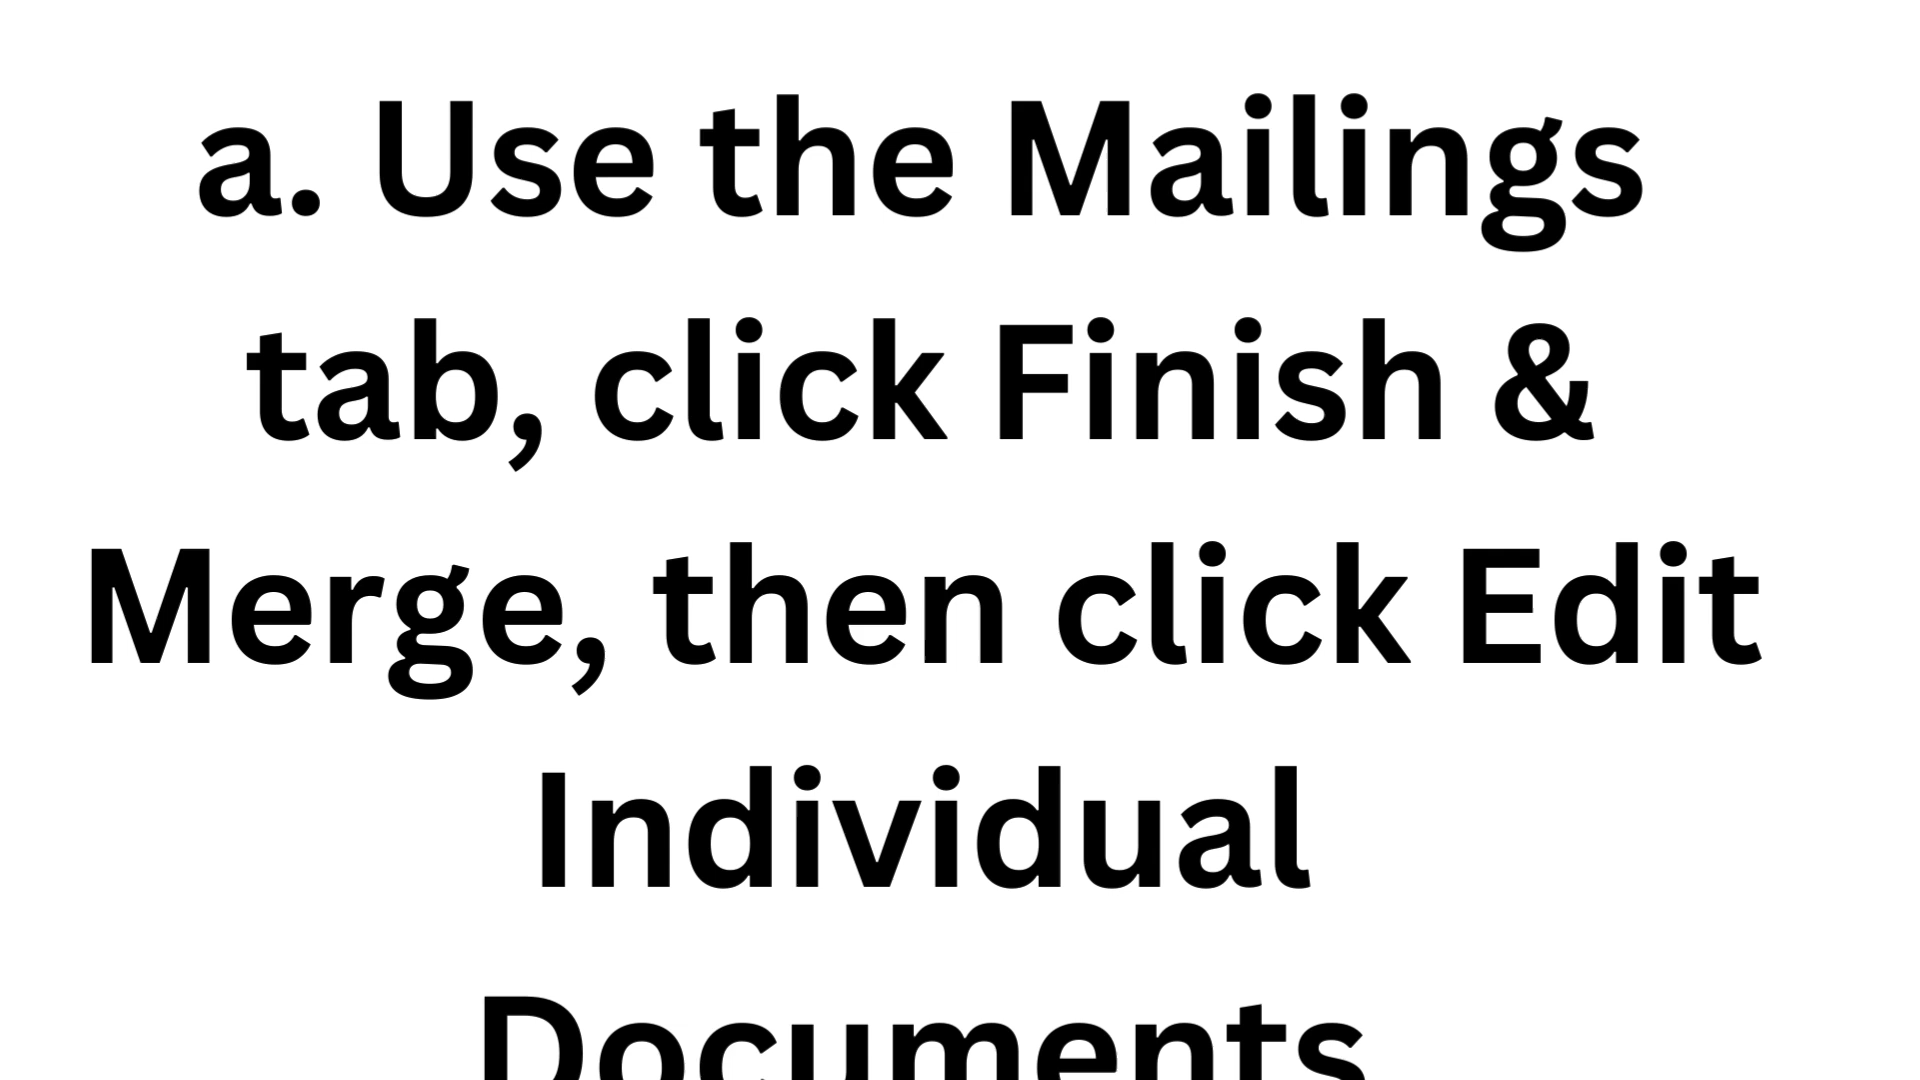 a. Use the Mailings
tab, click Finish &
Merge, then click Edit
Individual
Documents